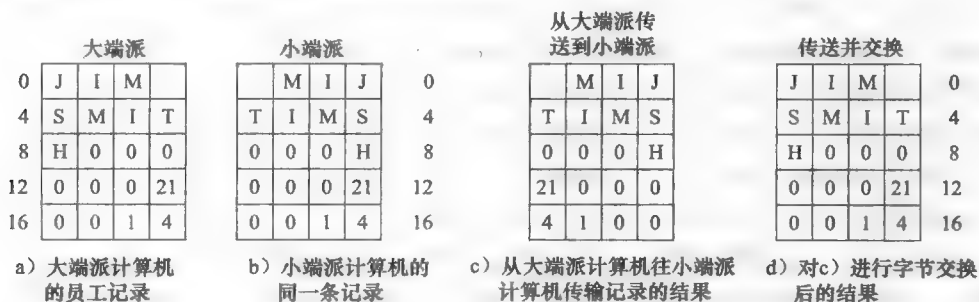 从大端派传
大端派 小端派 送到小端派 传送并交换
0 J I M M I J 0 M I J J I M 0
4 S M I T T I M S 4 T I M S S M I T 4
8 H 0 0 0 0 0 0 H 8 0 0 0 H H 0 0 0 8
12 0 0 0 21 0 0 0 21 12 21 0 0 0 0 0 0 21 12
16 0 0 1 4 0 0 1 4 16 4 1 0 0 0 0 1 4 16
a）大端派计算机 b）小端派计算机的 c）从大端派计算机往小端派 d）对c）进行字节交换
的员工记录 同一条记录 计算机传输记录的结果 后的结果